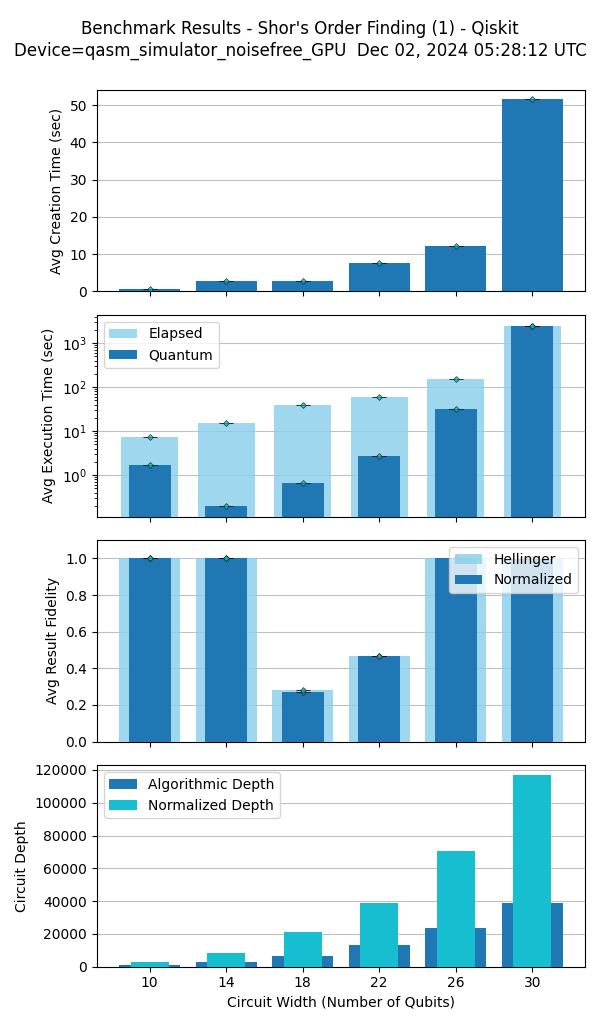 Benchmark Results - Shor's Order Finding (1) - Qiskit
Device=qasm_simulator_noisefree_GPU  Dec 02, 2024 05:28:12 UTC
Avg Creation Time (sec)
50
40
30
20
10
0
Avg Execution Time (sec)
Elapsed
Quantum
10³
10²
10¹
10⁰
Avg Result Fidelity
Hellinger
Normalized
1.0
0.8
0.6
0.4
0.2
0.0
Circuit Depth
Algorithmic Depth
Normalized Depth
120000
100000
80000
60000
40000
20000
0
10 14 18 22 26 30
Circuit Width (Number of Qubits)